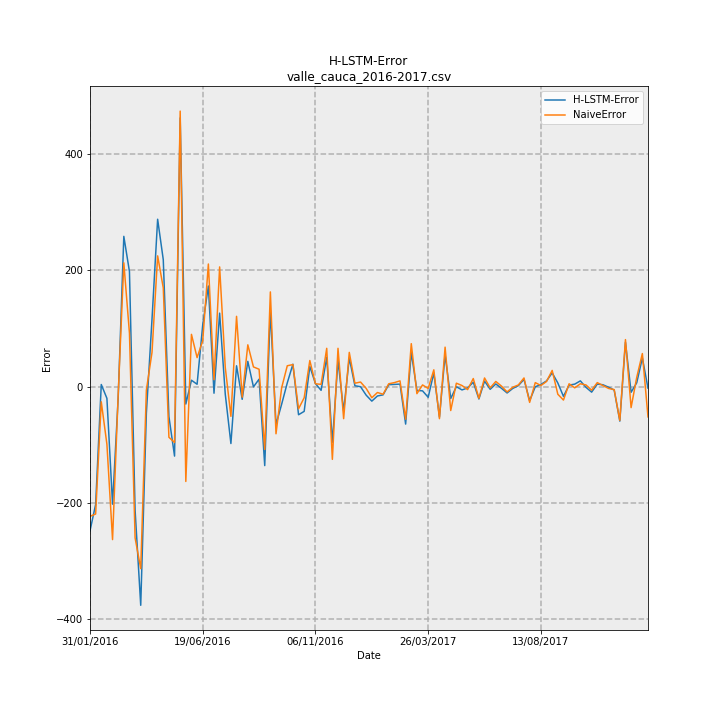 H-LSTM-Error
valle_cauca_2016-2017.csv
H-LSTM-Error
NaiveError
400
200
0
−200
−400
Error
31/01/2016
19/06/2016
06/11/2016
26/03/2017
13/08/2017
Date